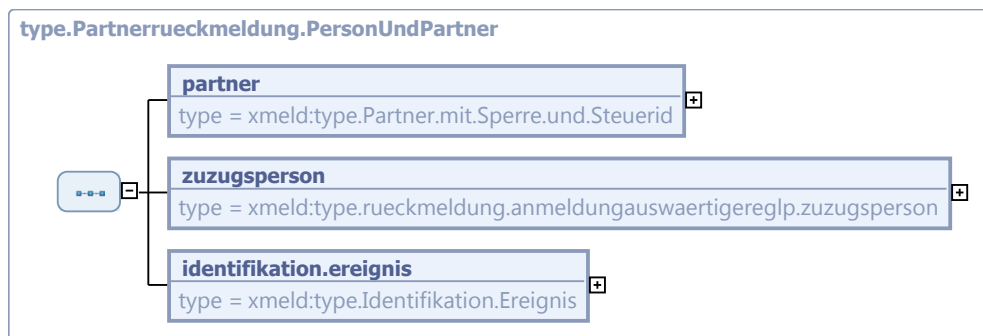 type.Partnerrueckmeldung.PersonUndPartner
partner
type = xmeld:type.Partner.mit.Sperre.und.Steuerid
zuzugsperson
type = xmeld:type.rueckmeldung.anmeldungauswaertigereglp.zuzugsperson
identifikation.ereignis
type = xmeld:type.Identifikation.Ereignis